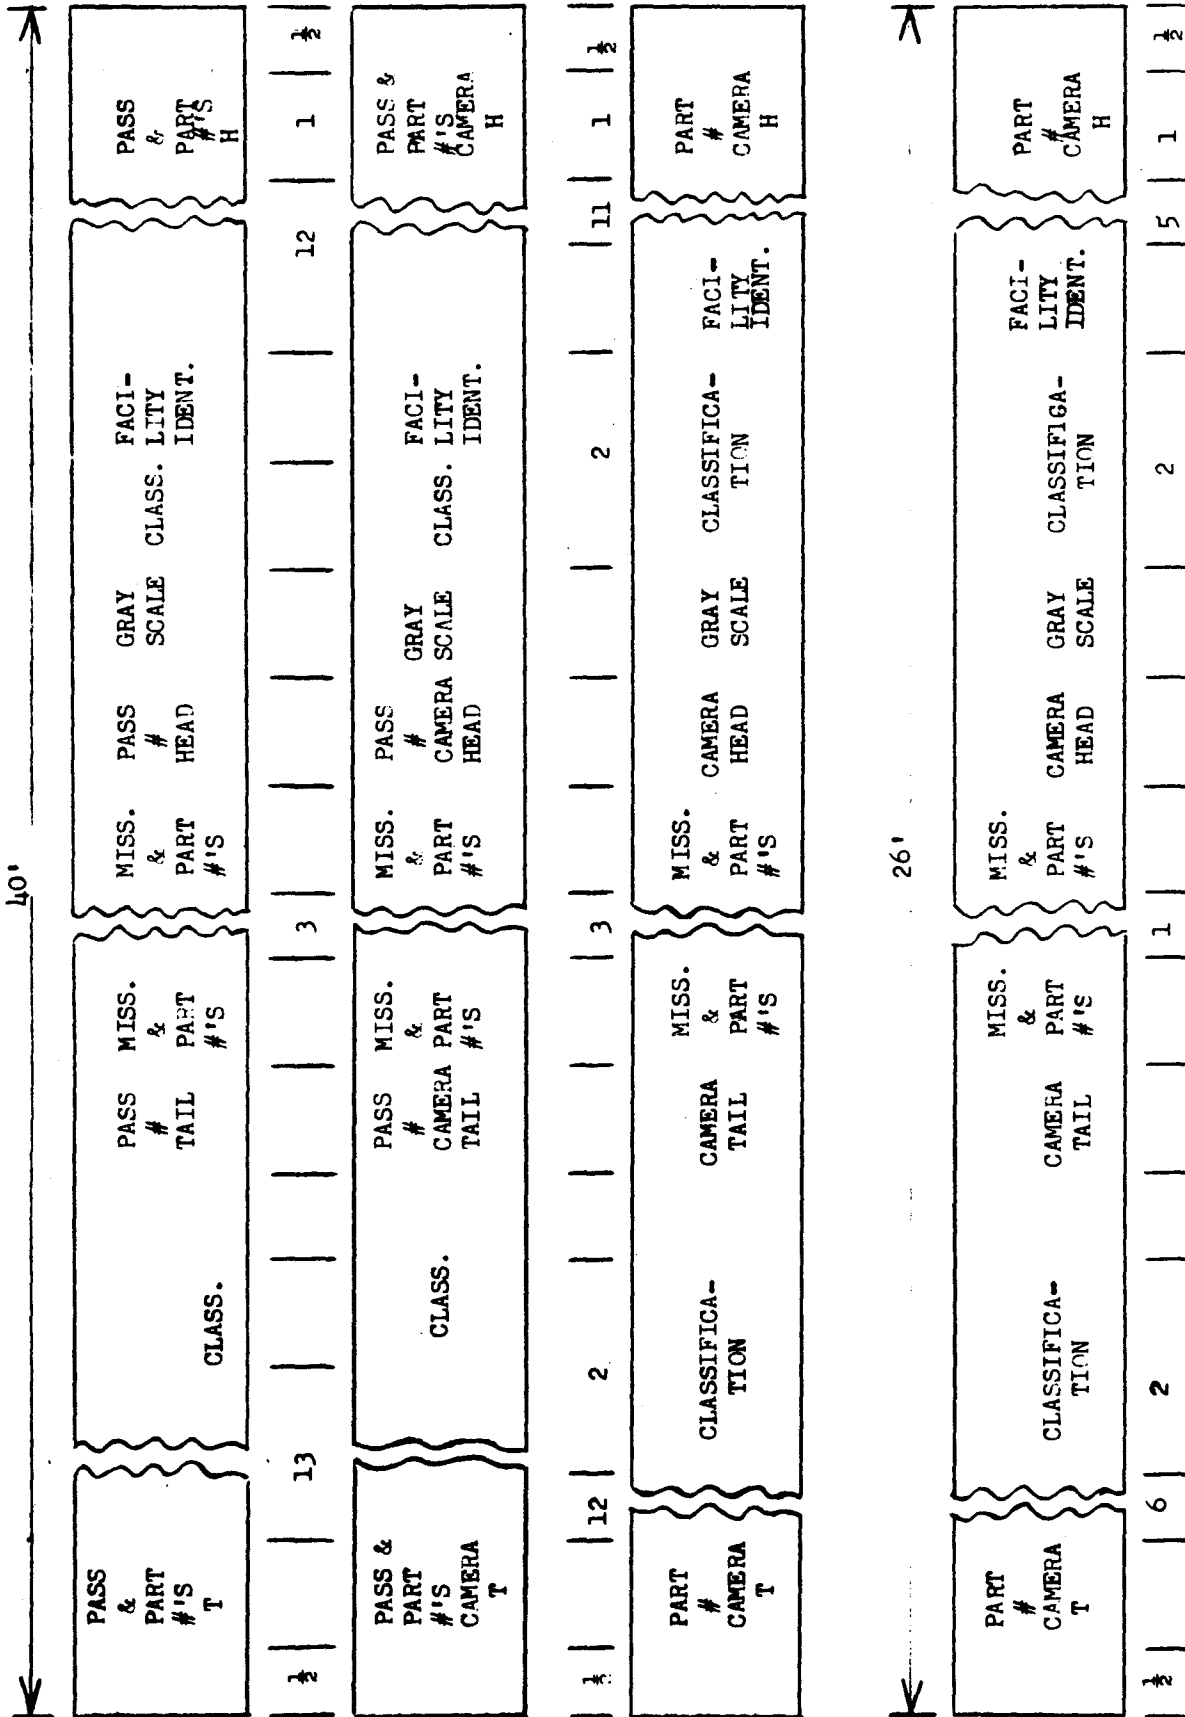 40'
PASS
&
PART
#'S
T
CLASS.
PASS
#
TAIL
MISS.
&
PART
#'S
MISS.
&
PART
#'S
PASS
#
HEAD
GRAY
SCALE
CLASS.
FACI-
LITY
IDENT.
PASS
&
PART
#'S
H
½ 13 3 12 1 ½
PASS &
PART
#'S
CAMERA
T
CLASS.
PASS
#
CAMERA
TAIL
MISS.
&
PART
#'S
MISS.
&
PART
#'S
PASS
#
CAMERA
HEAD
GRAY
SCALE
CLASS.
FACI-
LITY
IDENT.
PASS &
PART
#'S
CAMERA
H
½ 12 2 3 2 11 1 ½
PART
#
CAMERA
T
CLASSIFICA-
TION
CAMERA
TAIL
MISS.
&
PART
#'S
MISS.
&
PART
#'S
CAMERA
HEAD
GRAY
SCALE
CLASSIFICA-
TION
FACI-
LITY
IDENT.
PART
#
CAMERA
H
26'
PART
#
CAMERA
T
CLASSIFICA-
TION
CAMERA
TAIL
MISS.
&
PART
#'S
MISS.
&
PART
#'S
CAMERA
HEAD
GRAY
SCALE
CLASSIFIGA-
TION
FACI-
LITY
IDENT.
PART
#
CAMERA
H
½ 6 2 1 2 5 1 ½